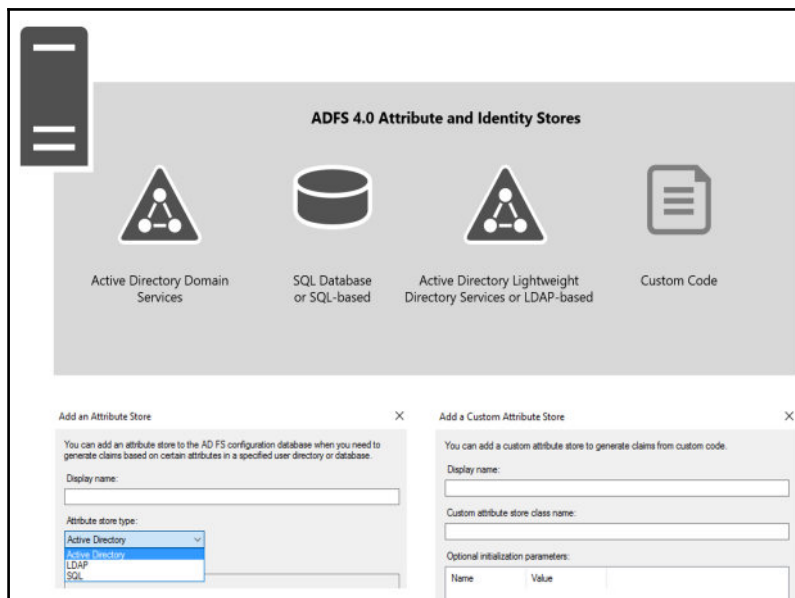 ADFS 4.0 Attribute and Identity Stores
Active Directory Domain
Services
SQL Database
or SQL-based
Active Directory Lightweight
Directory Services or LDAP-based
Custom Code
Add an Attribute Store
You can add an attribute store to the AD FS configuration database when you need to
generate claims based on certain attributes in a specified user directory or database.
Display name:
Attribute store type:
Active Directory
Active Directory
LDAP
SQL
Add a Custom Attribute Store
You can add a custom attribute store to generate claims from custom code.
Display name:
Custom attribute store class name:
Optional initialization parameters:
Name Value